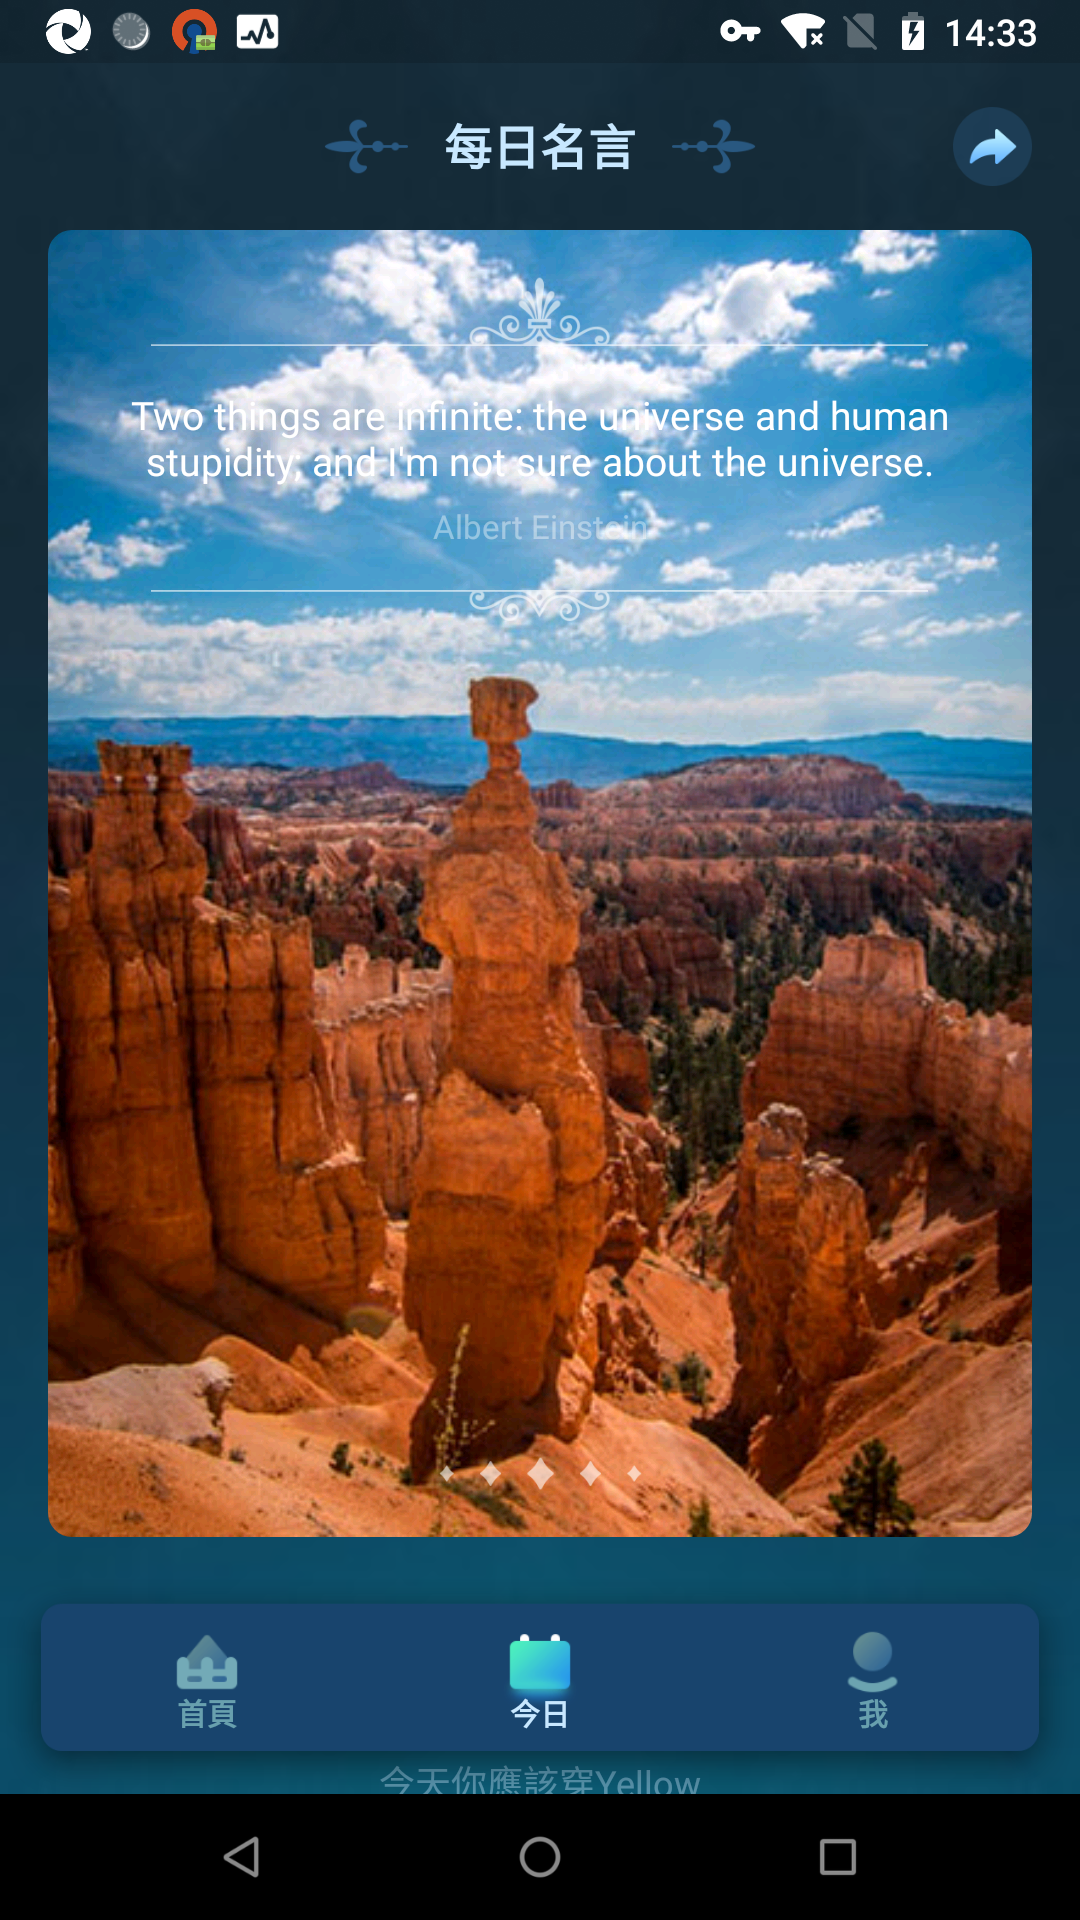 14:33
每日名言
Two things are infinite: the universe and human
stupidity; and I'm not sure about the universe.
Albert Einstein
首頁
今日
我
今天你應該穿Yellow